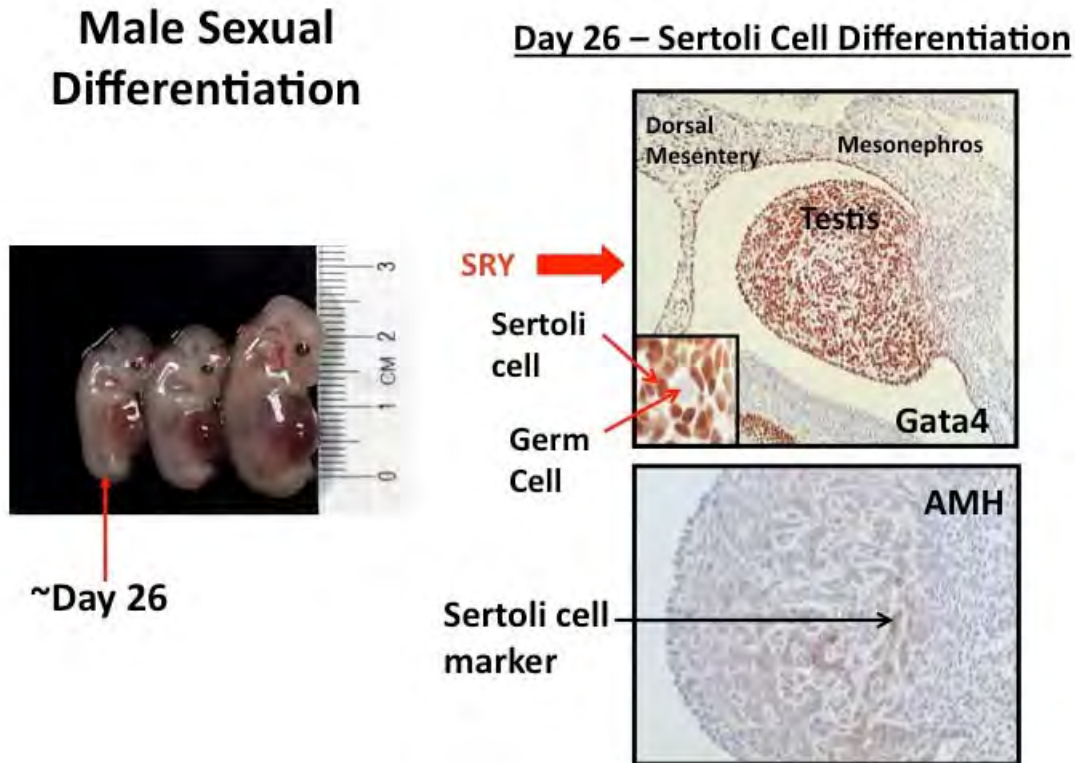 Male Sexual
Differentiation
Day 26 – Sertoli Cell Differentiation
Dorsal
Mesentery
Mesonephros
Testis
SRY
Sertoli
cell
Germ
Cell
Gata4
3
2
CM
1
0
~Day 26
AMH
Sertoli cell
marker